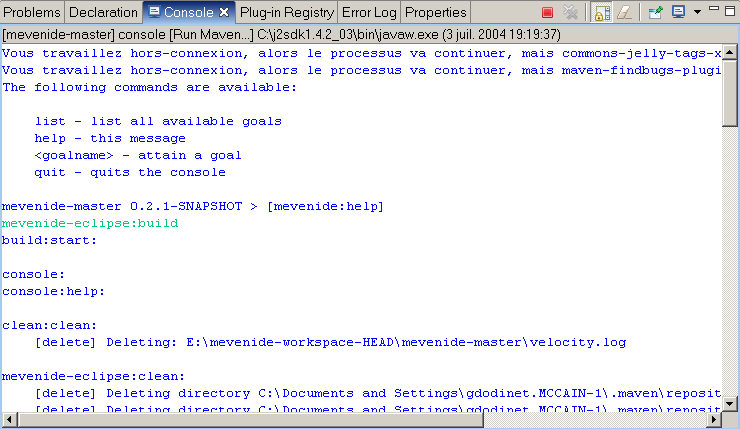 Problems Declaration Console Plug-in Registry Error Log Properties
[mevenide-master] console [Run Maven...] C:\j2sdk1.4.2_03\bin\javaw.exe (3 juil. 2004 19:19:37)
Vous travaillez hors-connexion, alors le processus va continuer, mais commons-jelly-tags-x
Vous travaillez hors-connexion, alors le processus va continuer, mais maven-findbugs-plugi
The following commands are available:
list - list all available goals
help - this message
<goalname> - attain a goal
quit - quits the console
mevenide-master 0.2.1-SNAPSHOT > [mevenide:help]
mevenide-eclipse:build
build:start:
console:
console:help:
clean:clean:
[delete] Deleting: E:\mevenide-workspace-HEAD\mevenide-master\velocity.log
mevenide-eclipse:clean:
[delete] Deleting directory C:\Documents and Settings\gdodinet.MCCAIN-1\.maven\reposit
[delete] Deleting directory C:\Documents and Settings\gdodinet.MCCAIN-1\.maven\reposit